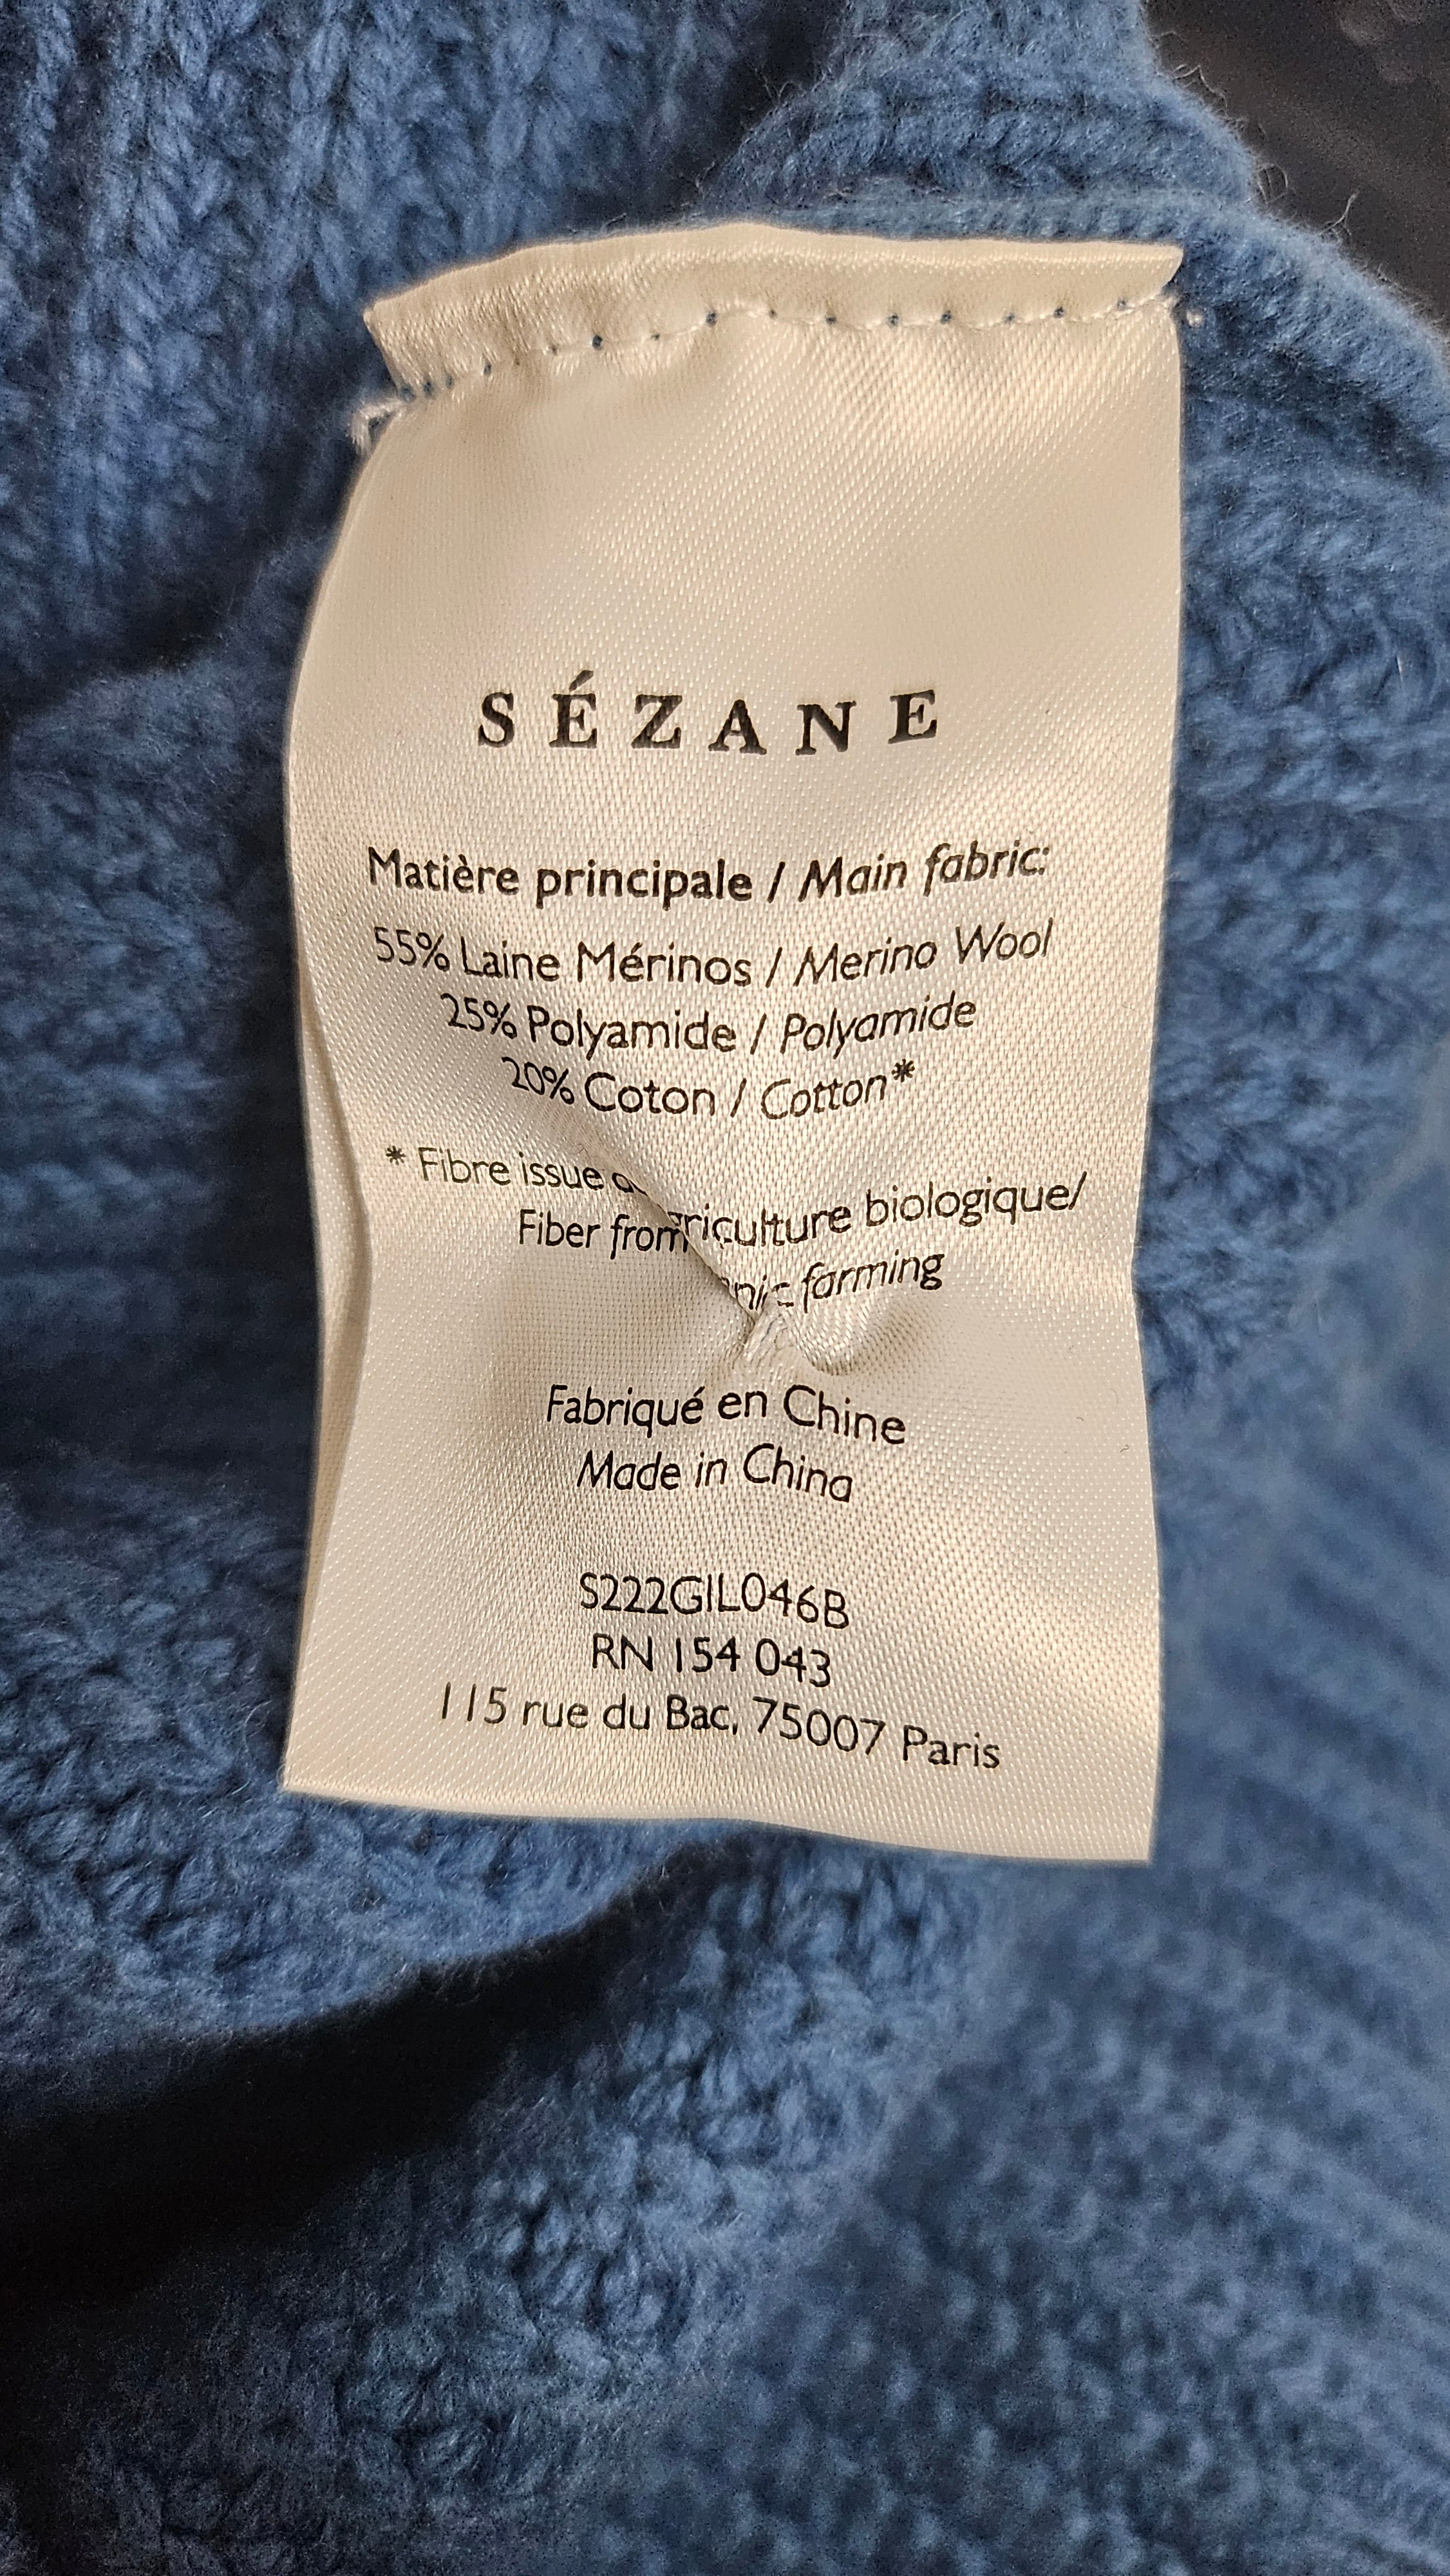 SÉZANE
Matière principale / Main fabric:
55% Laine Mérinos / Merino Wool
25% Polyamide / Polyamide
20% Coton / Cotton*
* Fibre issue
biologique/
Fiber from
farming
Fabriqué en Chine
Made in China
S222GIL046B
RN 154 043
115 rue du Bac, 75007 Paris